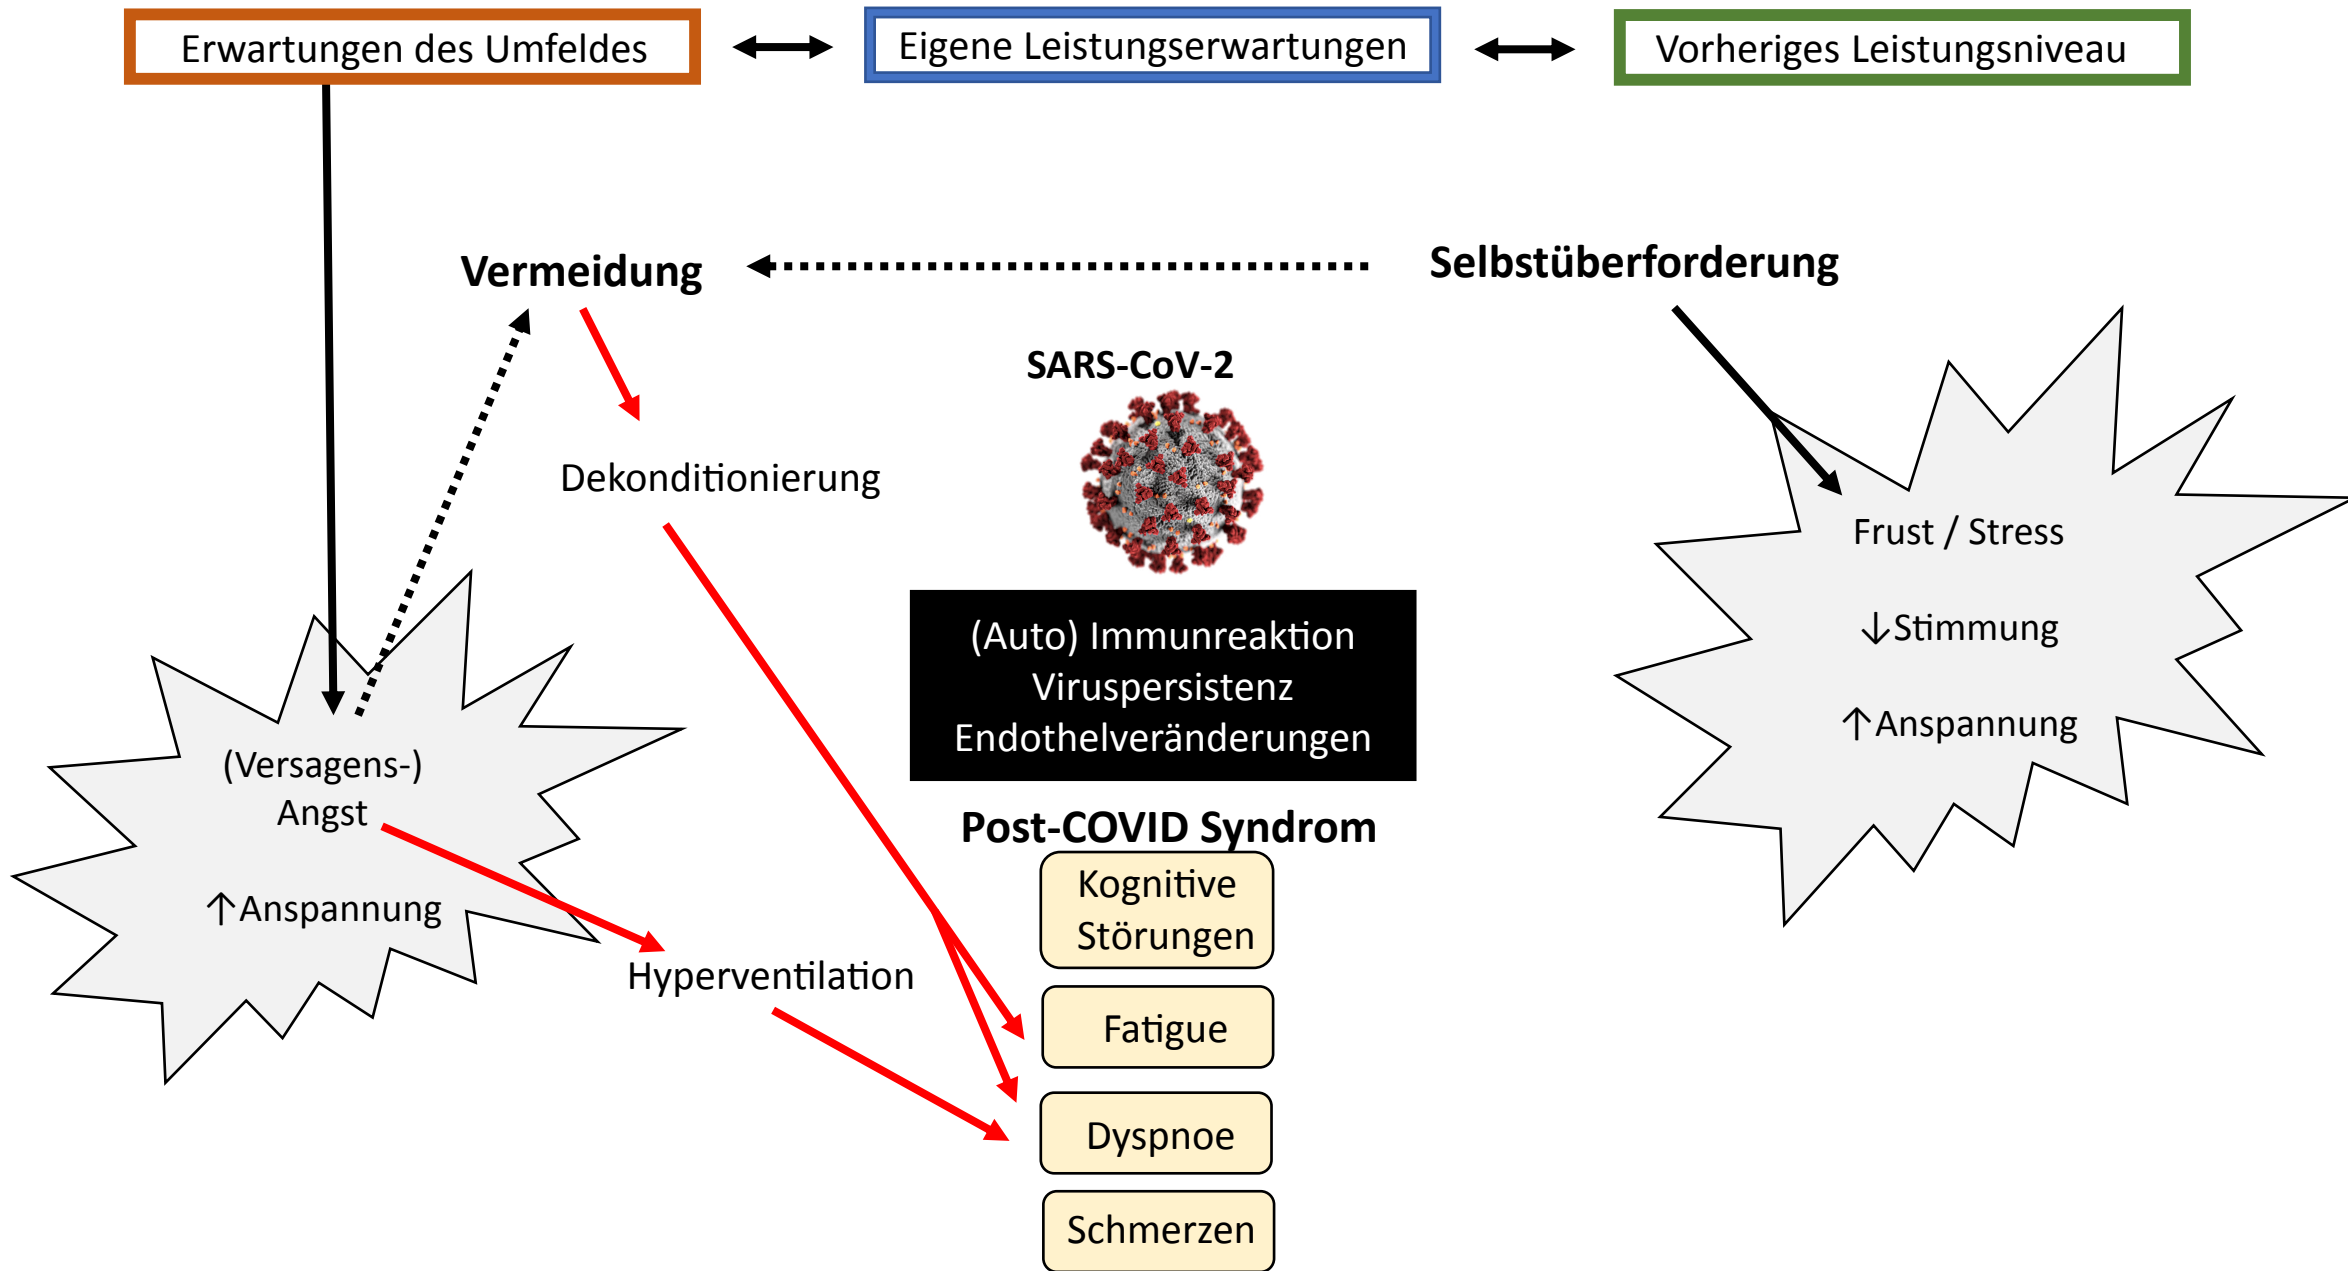 Erwartungen des Umfeldes
Eigene Leistungserwartungen
Vorheriges Leistungsniveau
Vermeidung
Selbstüberforderung
SARS-CoV-2
Dekonditionierung
Frust / Stress
↓Stimmung
↑Anspannung
(Auto) Immunreaktion
Viruspersistenz
Endothelveränderungen
(Versagens-)
Angst
↑Anspannung
Hyperventilation
Post-COVID Syndrom
Kognitive
Störungen
Fatigue
Dyspnoe
Schmerzen